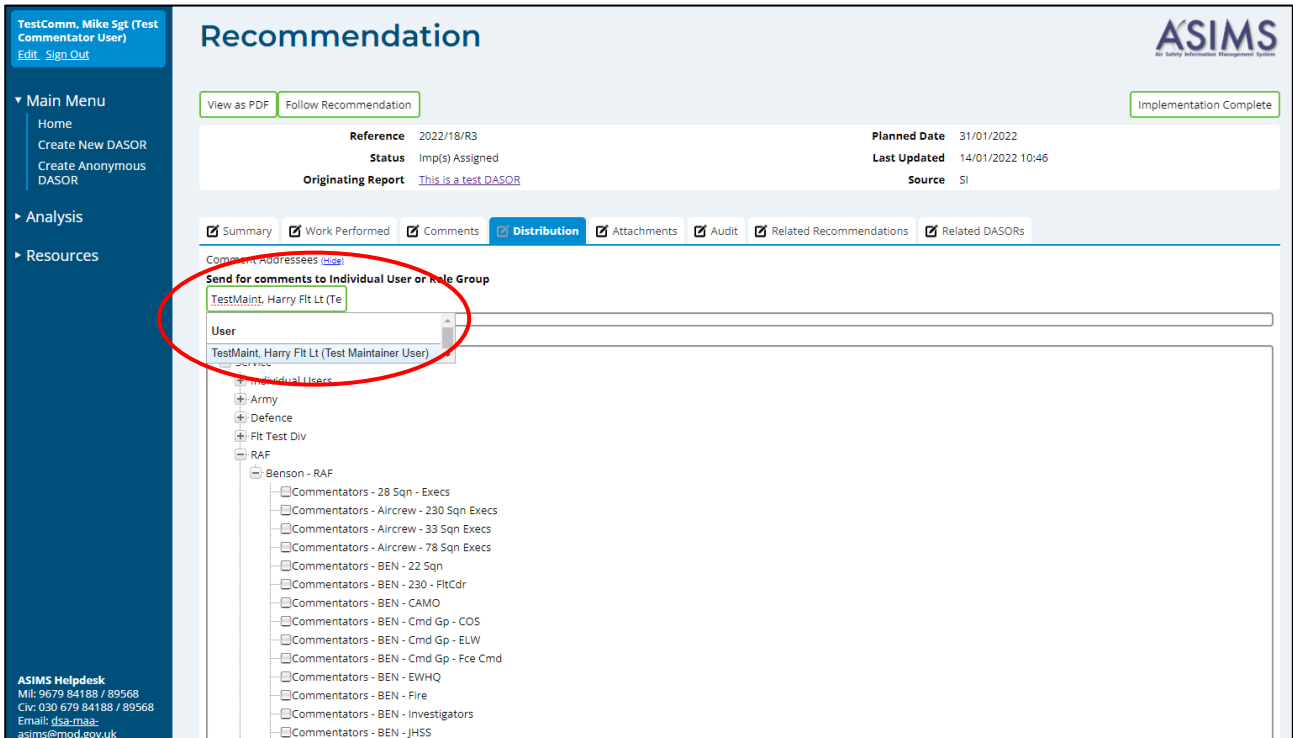 TestComm, Mike Sgt (Test
Commentator User)
Edit Sign Out
Main Menu
Home
Create New DASOR
Create Anonymous
DASOR
Analysis
Resources
ASIMS Helpdesk
Mil: 9679 84188 / 89568
Civ: 030 679 84188 / 89568
Email: dsa-maa-
asims@mod.gov.uk
Recommendation
ASIMS
Air Safety Information Management System
View as PDF Follow Recommendation Implementation Complete
Reference 2022/18/R3 Planned Date 31/01/2022
Status Imp(s) Assigned Last Updated 14/01/2022 10:46
Originating Report This is a test DASOR Source SI
Summary Work Performed Comments Distribution Attachments Audit Related Recommendations Related DASORs
Comment Addressees (Hide)
Send for comments to Individual User or Role Group
TestMaint, Harry Flt Lt (Te
User
TestMaint, Harry Flt Lt (Test Maintainer User)
Service
Individual Users
Army
Defence
Flt Test Div
RAF
Benson - RAF
Commentators - 28 Sqn - Execs
Commentators - Aircrew - 230 Sqn Execs
Commentators - Aircrew - 33 Sqn Execs
Commentators - Aircrew - 78 Sqn Execs
Commentators - BEN - 22 Sqn
Commentators - BEN - 230 - FltCdr
Commentators - BEN - CAMO
Commentators - BEN - Cmd Gp - COS
Commentators - BEN - Cmd Gp - ELW
Commentators - BEN - Cmd Gp - Fce Cmd
Commentators - BEN - EWHQ
Commentators - BEN - Fire
Commentators - BEN - Investigators
Commentators - BEN - JHSS